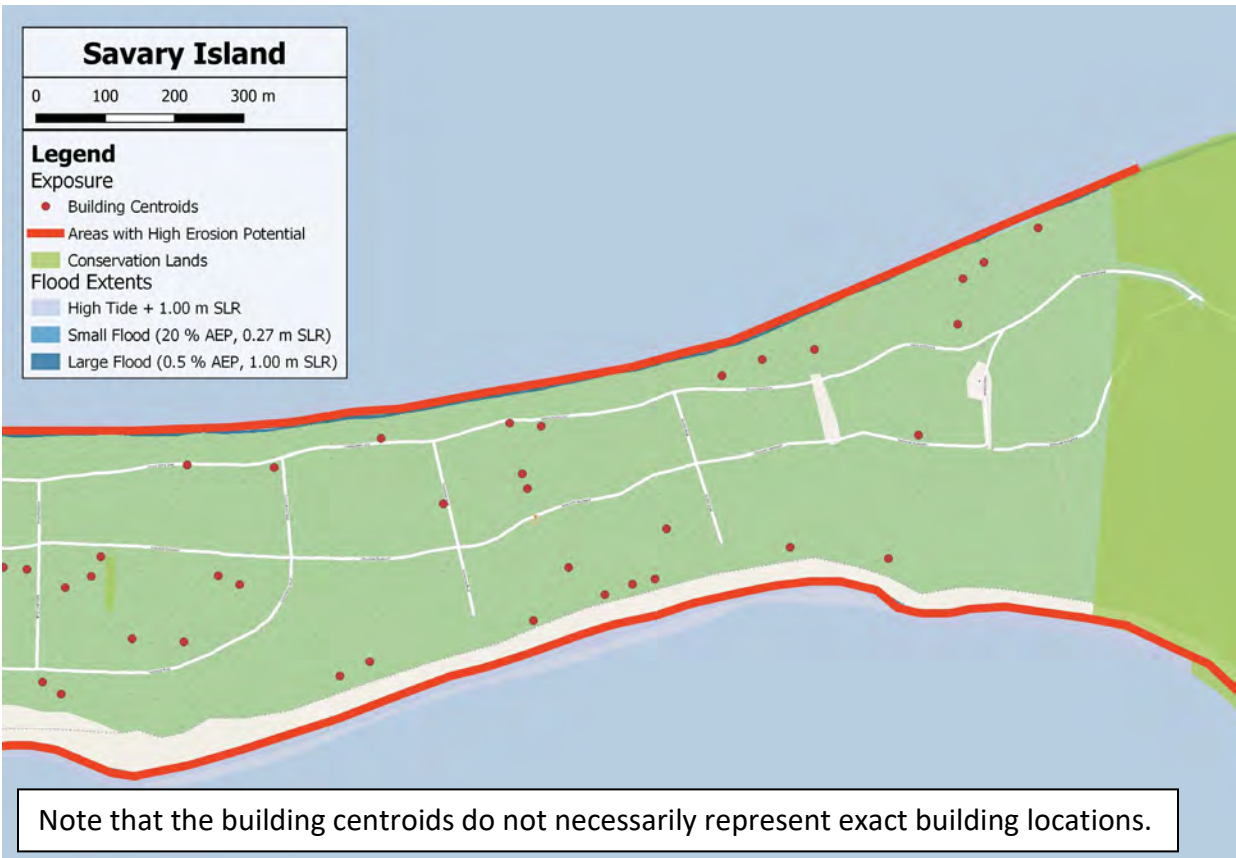 Savary Island
0 100 200 300 m
Legend
Exposure
Building Centroids
Areas with High Erosion Potential
Conservation Lands
Flood Extents
High Tide + 1.00 m SLR
Small Flood (20 % AEP, 0.27 m SLR)
Large Flood (0.5 % AEP, 1.00 m SLR)
Note that the building centroids do not necessarily represent exact building locations.